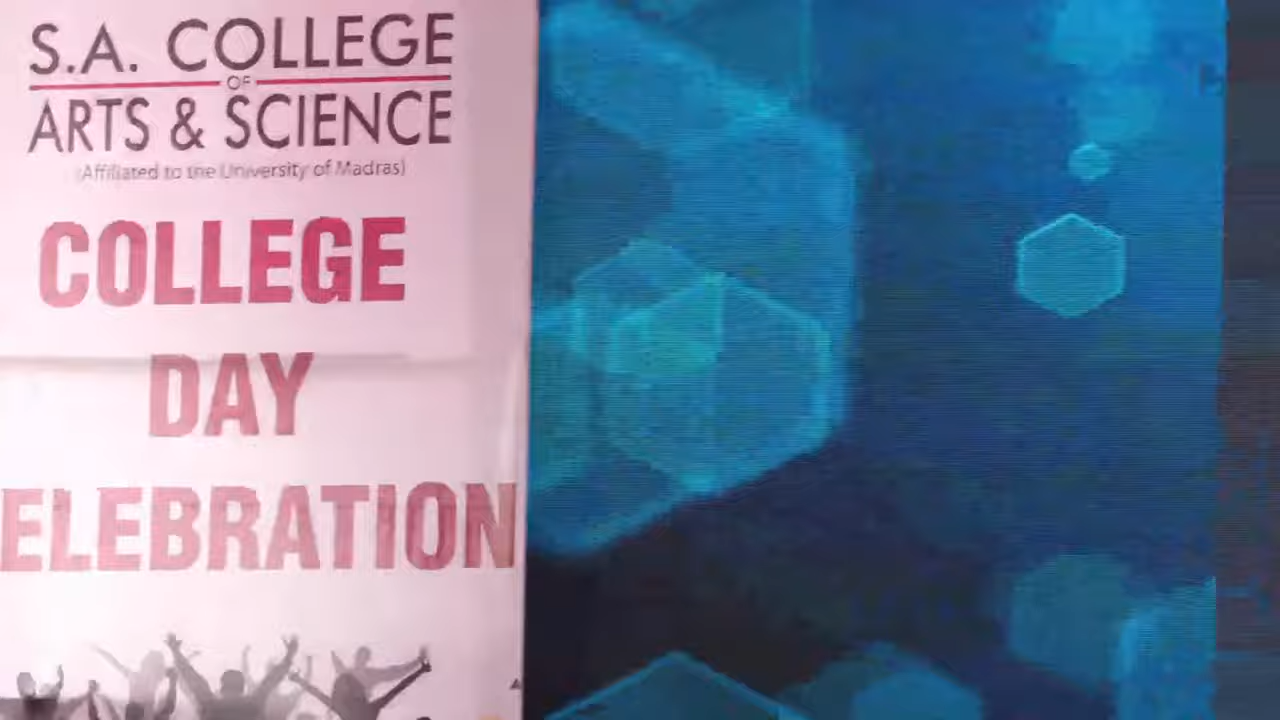 S.A. COLLEGE
OF
ARTS & SCIENCE
(Affiliated to the University of Madras)
COLLEGE
DAY
ELEBRATION